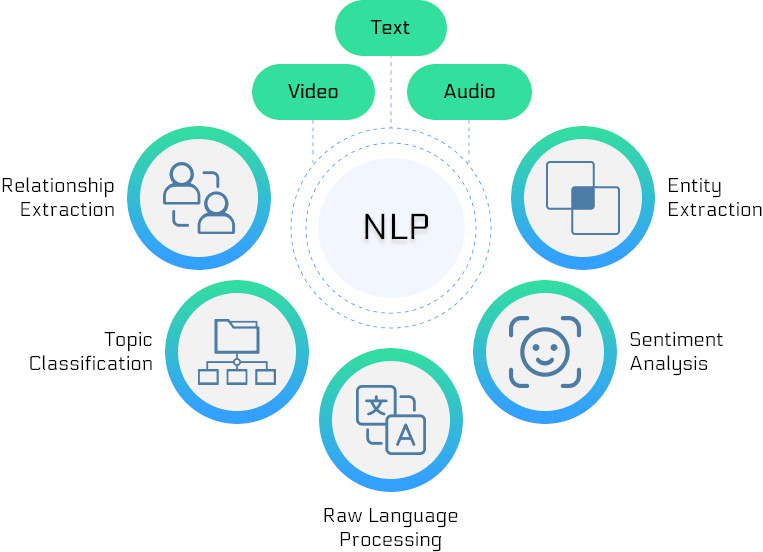 Text
Video
Audio
NLP
Relationship
Extraction
Entity
Extraction
Topic
Classification
Sentiment
Analysis
文
A
Raw Language
Processing